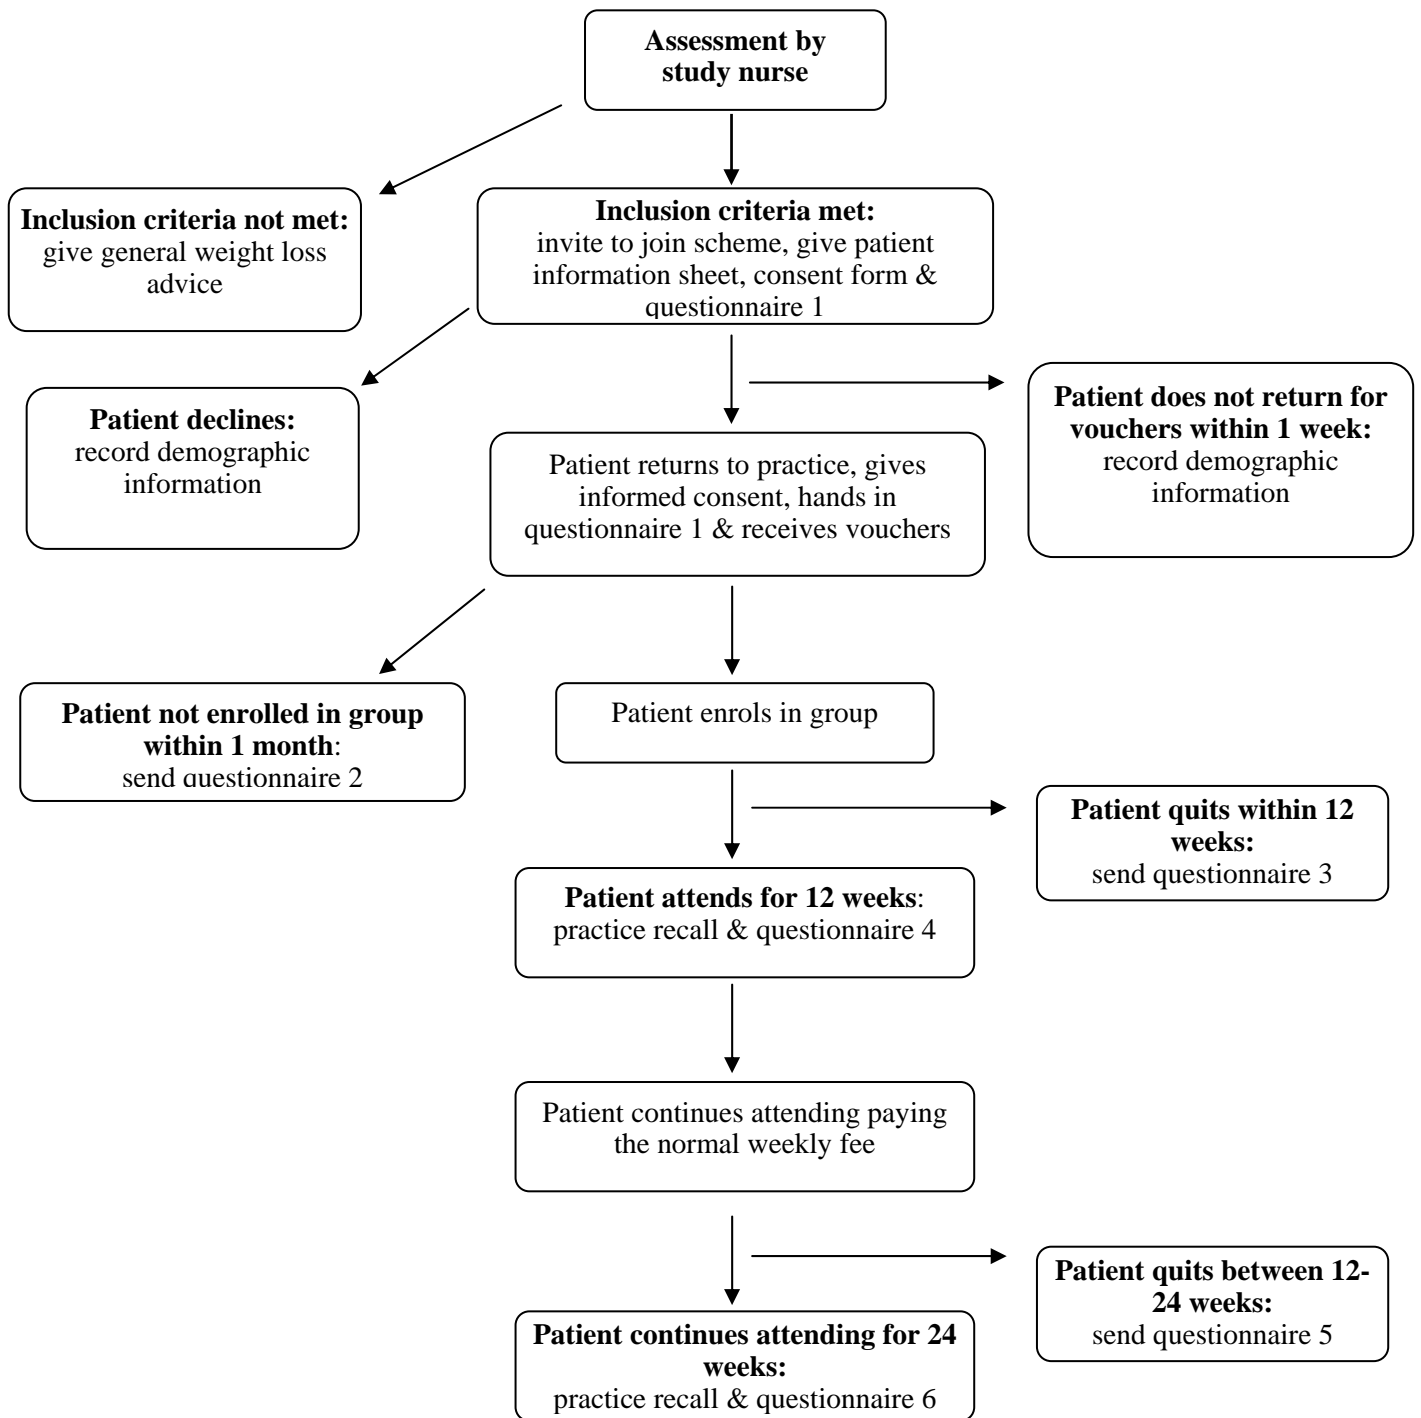 Assessment by
study nurse
Inclusion criteria not met:
give general weight loss
advice
Inclusion criteria met:
invite to join scheme, give patient
information sheet, consent form &
questionnaire 1
Patient declines:
record demographic
information
Patient does not return for
vouchers within 1 week:
record demographic
information
Patient returns to practice, gives
informed consent, hands in
questionnaire 1 & receives vouchers
Patient not enrolled in group
within 1 month:
send questionnaire 2
Patient enrols in group
Patient quits within 12
weeks:
send questionnaire 3
Patient attends for 12 weeks:
practice recall & questionnaire 4
Patient continues attending paying
the normal weekly fee
Patient quits between 12-
24 weeks:
send questionnaire 5
Patient continues attending for 24
weeks:
practice recall & questionnaire 6